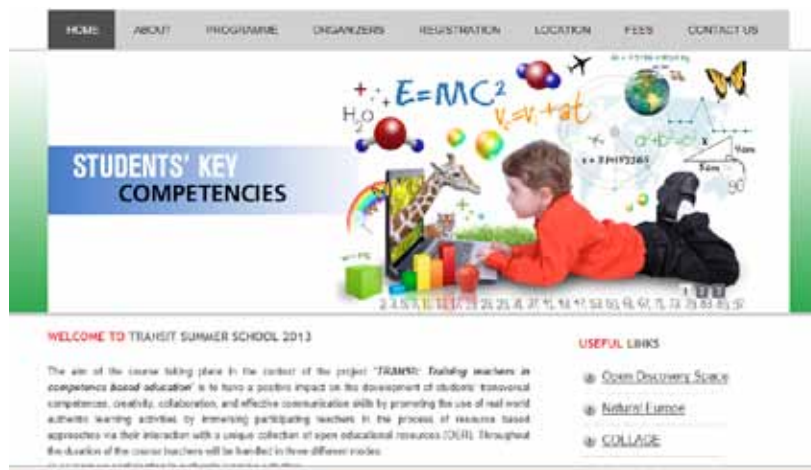 HOME ABOUT PROGRAMME ORGANIZERS REGISTRATION LOCATION FEES CONTACT US
E=MC²
H₂O
STUDENTS' KEY
COMPETENCIES
WELCOME TO TRANSIT SUMMER SCHOOL 2013
The aim of the course taking place in the context of the project "TRANSIt: Training teachers in
competence based education" is to have a positive impact on the development of students' transversal
competences, creativity, collaboration, and effective communication skills by promoting the use of real world
authentic learning activities by immersing participating teachers in the process of resource based
approaches via their interaction with a unique collection of open educational resources (OER). Throughout
the duration of the course teachers will be handled in three different modes:
USEFUL LINKS
Open Discovery Space
Natural Europe
COLLAGE